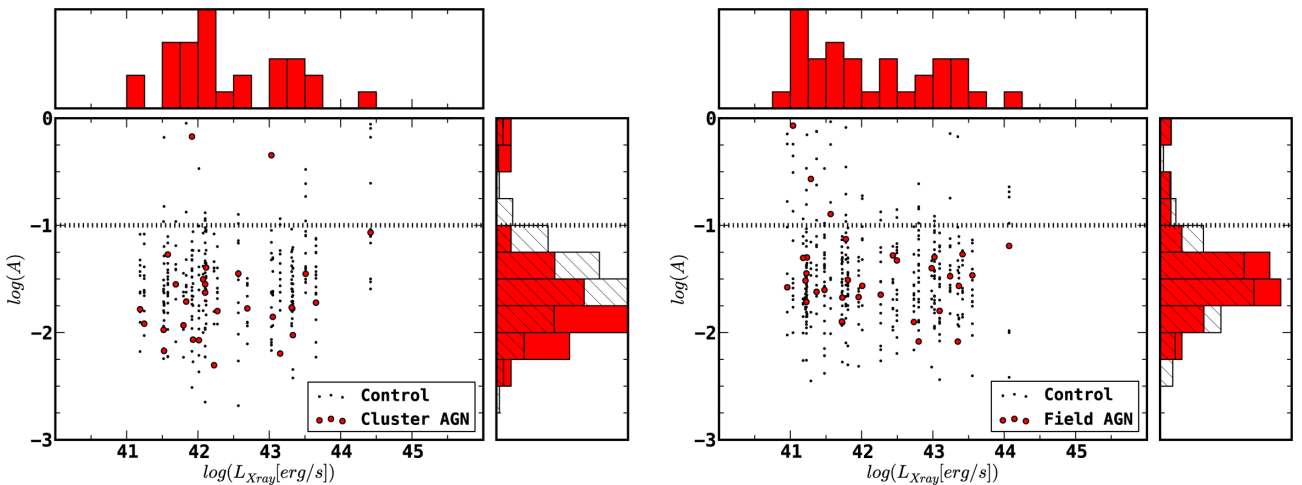 0
−1
−2
−3
log(A)
41 42 43 44 45
log(L_Xray[erg/s])
Control
Cluster AGN
0
−1
−2
−3
log(A)
41 42 43 44 45
log(L_Xray[erg/s])
Control
Field AGN